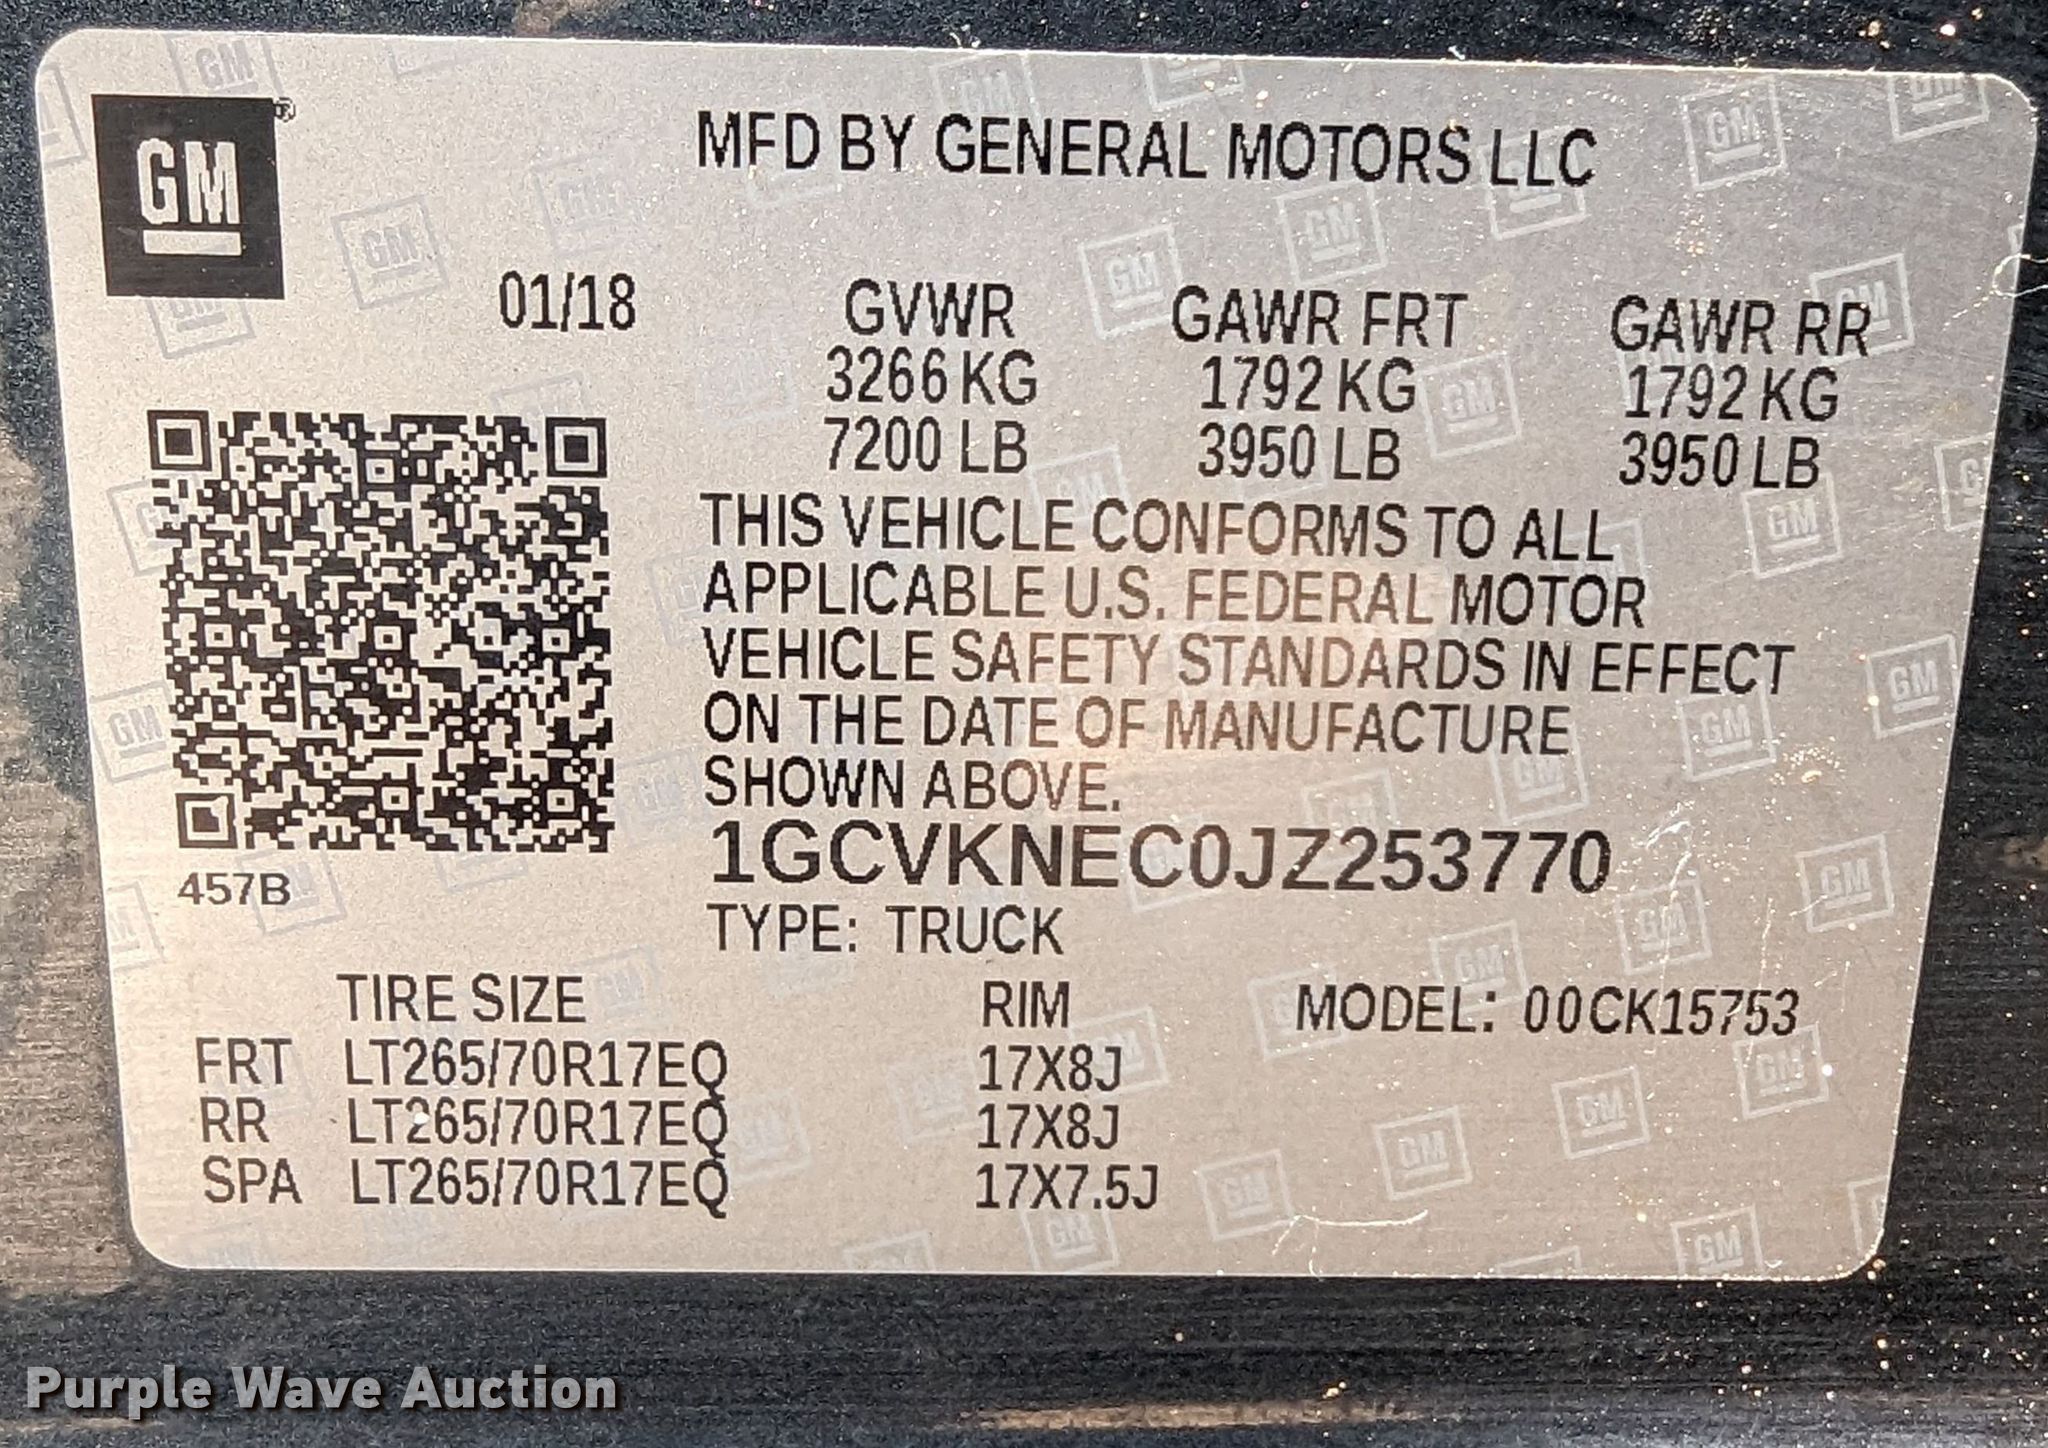 GM
MFD BY GENERAL MOTORS LLC
01/18 GVWR GAWR FRT GAWR RR
3266 KG 1792 KG 1792 KG
7200 LB 3950 LB 3950 LB
THIS VEHICLE CONFORMS TO ALL
APPLICABLE U.S. FEDERAL MOTOR
VEHICLE SAFETY STANDARDS IN EFFECT
ON THE DATE OF MANUFACTURE
SHOWN ABOVE.
1GCVKNEC0JZ253770
457B
TYPE: TRUCK
TIRE SIZE RIM MODEL: 00CK15753
FRT LT265/70R17EQ 17X8J
RR LT265/70R17EQ 17X8J
SPA LT265/70R17EQ 17X7.5J
Purple Wave Auction